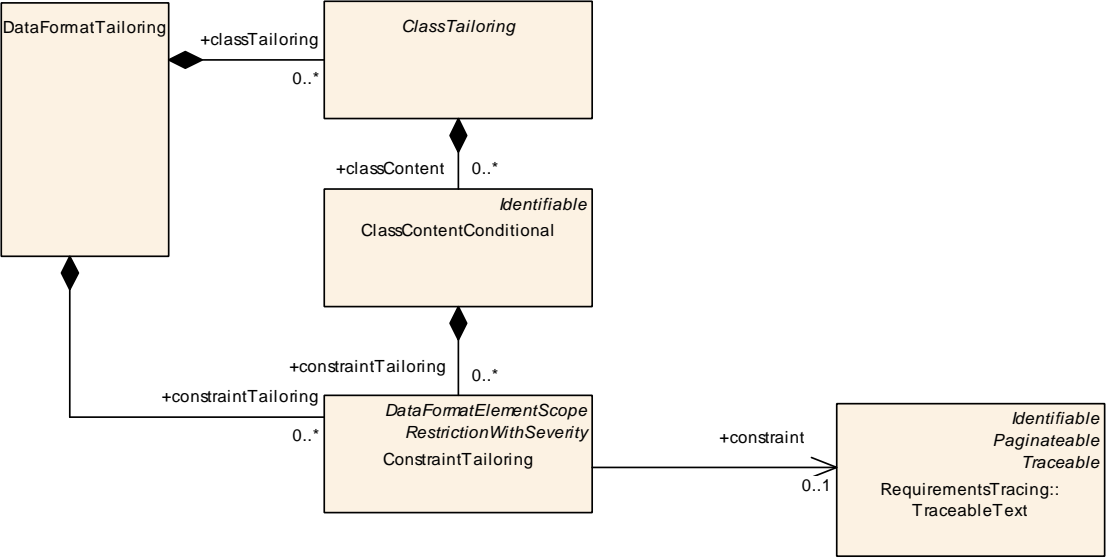 DataFormatTailoring
+classTailoring
0..*
ClassTailoring
+classContent
0..*
Identifiable
ClassContentConditional
+constraintTailoring
0..*
+constraintTailoring
0..*
DataFormatElementScope
RestrictionWithSeverity
ConstraintTailoring
+constraint
0..1
Identifiable
Paginateable
Traceable
RequirementsTracing::
TraceableText